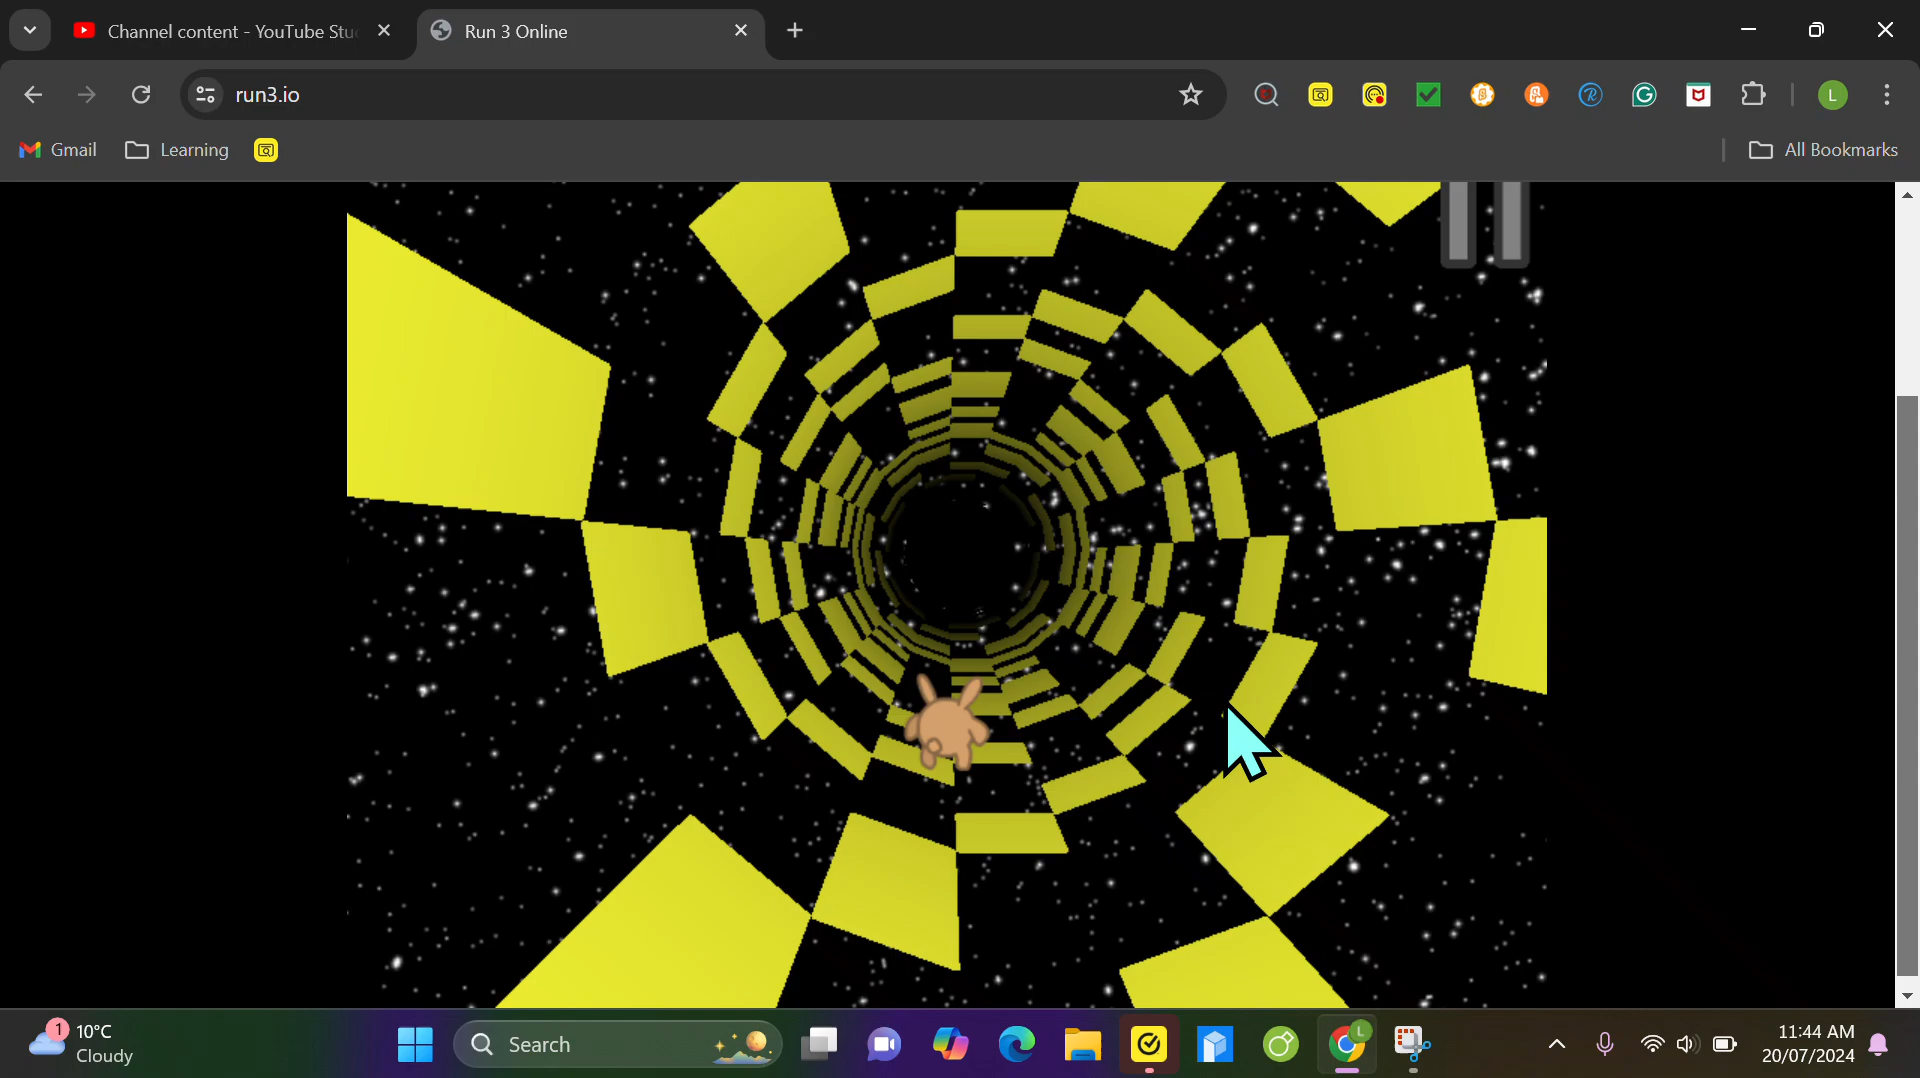 Channel content - YouTube Stu
Run 3 Online
run3.io
L
Gmail
Learning
All Bookmarks
1
10°C
Cloudy
Search
L
11:44 AM
20/07/2024